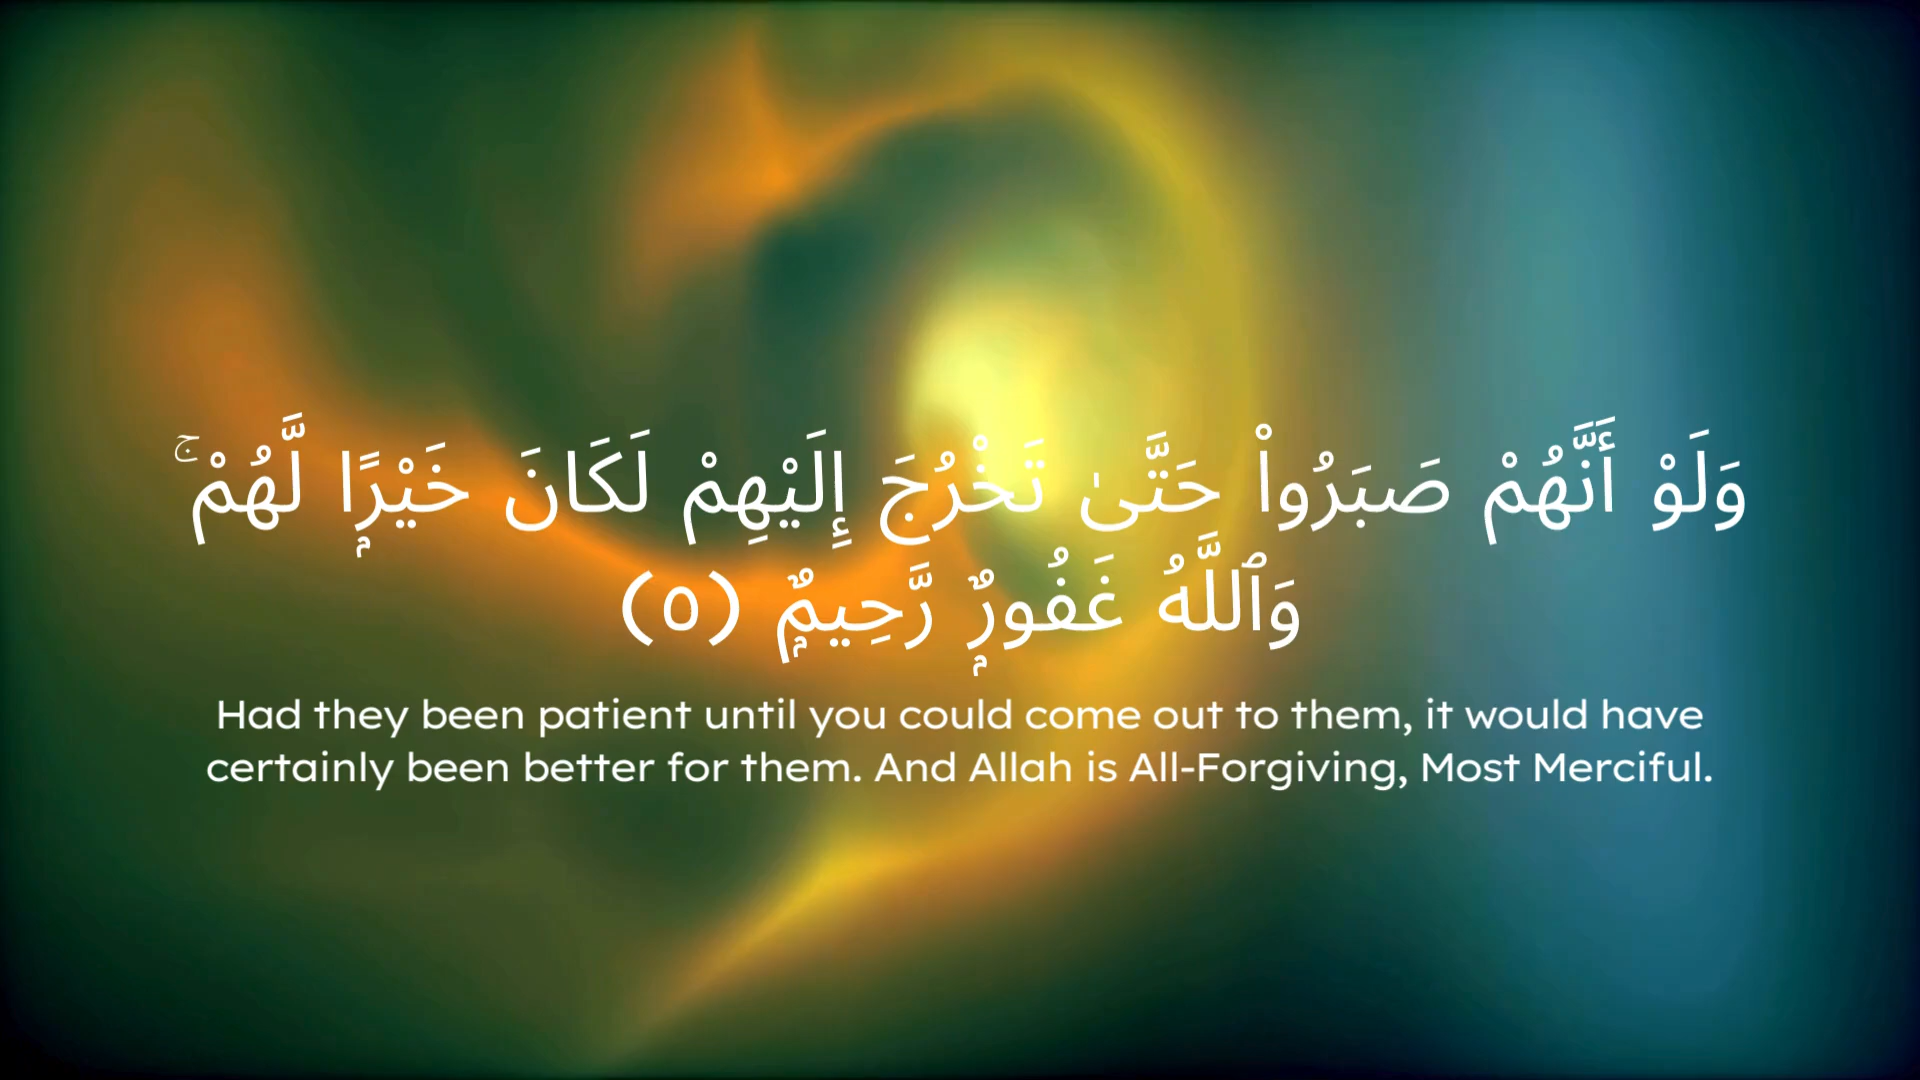 وَلَوْ أَنَّهُمْ صَبَرُوا۟ حَتَّىٰ تَخْرُجَ إِلَيْهِمْ لَكَانَ خَيْرًۭا لَّهُمْ ۚ
وَٱللَّهُ غَفُورٌۭ رَّحِيمٌۭ (٥)
Had they been patient until you could come out to them, it would have
certainly been better for them. And Allah is All-Forgiving, Most Merciful.